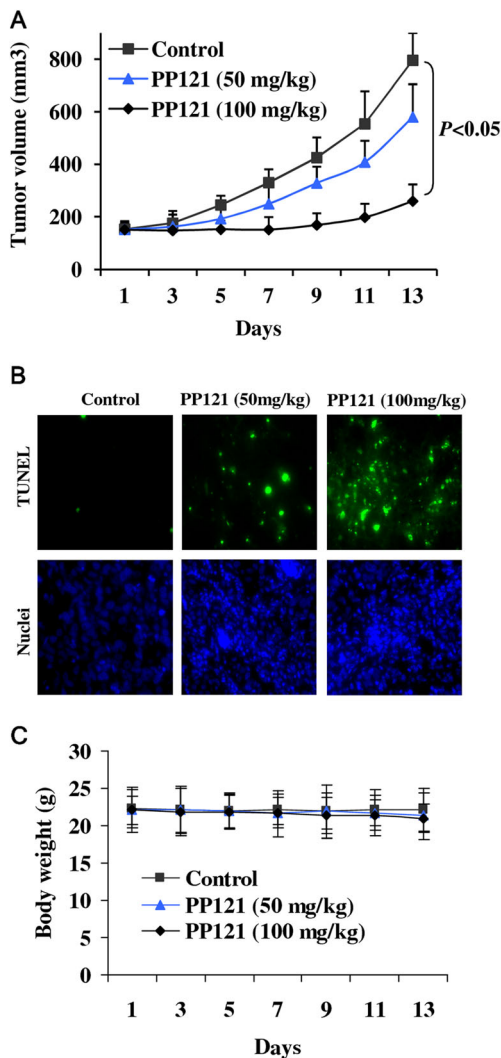 A
Tumor volume (mm3)
800
600
400
200
0
Control
PP121 (50 mg/kg)
PP121 (100 mg/kg)
P<0.05
1 3 5 7 9 11 13
Days
B
Control PP121 (50mg/kg) PP121 (100mg/kg)
TUNEL
Nuclei
C
Body weight (g)
30
25
20
15
10
5
0
Control
PP121 (50 mg/kg)
PP121 (100 mg/kg)
1 3 5 7 9 11 13
Days